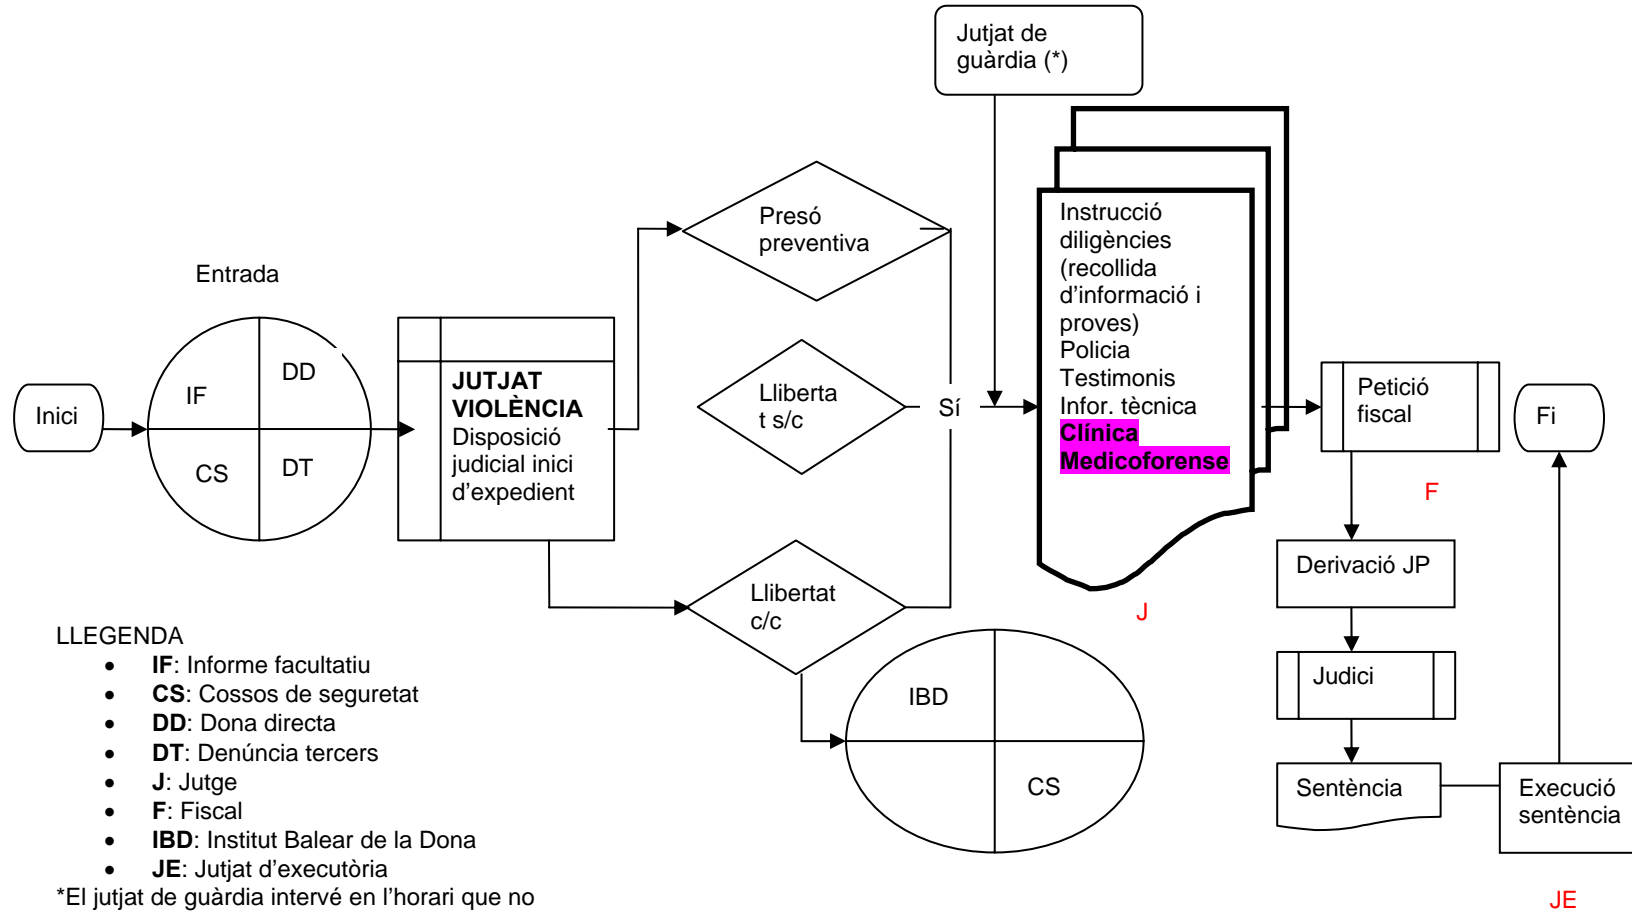 Jutjat de
guàrdia (*)
Presó
preventiva
Entrada
Inici
IF
DD
CS
DT
JUTJAT
VIOLÈNCIA
Disposició
judicial inici
d’expedient
Lliberta
t s/c
Sí
Llibertat
c/c
Instrucció
diligències
(recollida
d’informació i
proves)
Policia
Testimonis
Infor. tècnica
Clínica
Medicoforense
J
Petició
fiscal
F
Fi
Derivació JP
Judici
Sentència
Execució
sentència
JE
IBD
CS
LLEGENDA
• IF: Informe facultatiu
• CS: Cossos de seguretat
• DD: Dona directa
• DT: Denúncia tercers
• J: Jutge
• F: Fiscal
• IBD: Institut Balear de la Dona
• JE: Jutjat d’executòria
*El jutjat de guàrdia intervé en l’horari que no